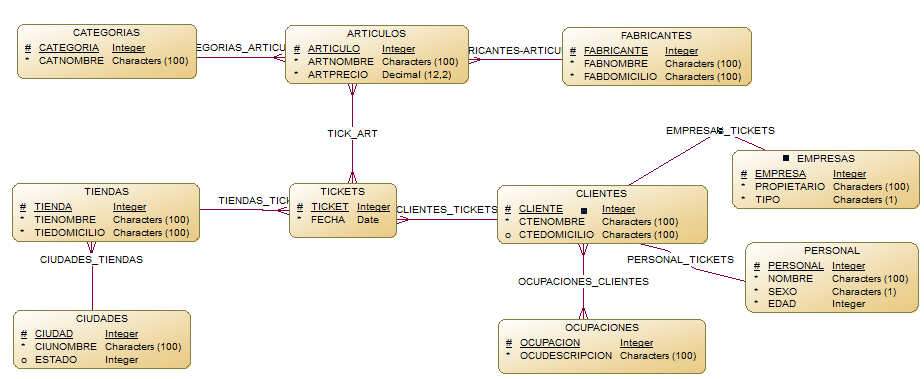 CATEGORIAS
# CATEGORIA Integer
* CATNOMBRE Characters (100)
EGORIAS_ARTICU
ARTICULOS
# ARTICULO Integer
* ARTNOMBRE Characters (100)
* ARTPRECIO Decimal (12,2)
RICANTES-ARTICUL
FABRICANTES
# FABRICANTE Integer
* FABNOMBRE Characters (100)
* FABDOMICILIO Characters (100)
TICK_ART
EMPRESAS_TICKETS
EMPRESAS
# EMPRESA Integer
* PROPIETARIO Characters (100)
* TIPO Characters (1)
TIENDAS
# TIENDA Integer
* TIENOMBRE Characters (100)
* TIEDOMICILIO Characters (100)
TIENDAS_TICK
TICKETS
# TICKET Integer
* FECHA Date
CLIENTES_TICKETS
CLIENTES
# CLIENTE Integer
* CTENOMBRE Characters (100)
o CTEDOMICILIO Characters (100)
PERSONAL_TICKETS
PERSONAL
# PERSONAL Integer
* NOMBRE Characters (100)
* SEXO Characters (1)
* EDAD Integer
CIUDADES_TIENDAS
OCUPACIONES_CLIENTES
CIUDADES
# CIUDAD Integer
* CIUNOMBRE Characters (100)
o ESTADO Integer
OCUPACIONES
# OCUPACION Integer
* OCUDESCRIPCION Characters (100)